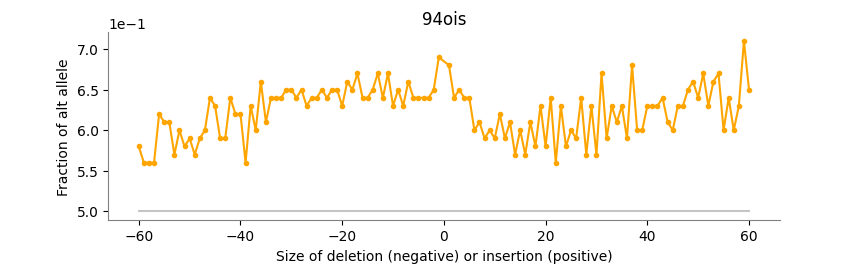 94ois
1e−1
7.0
6.5
6.0
5.5
5.0
Fraction of alt allele
−60 −40 −20 0 20 40 60
Size of deletion (negative) or insertion (positive)